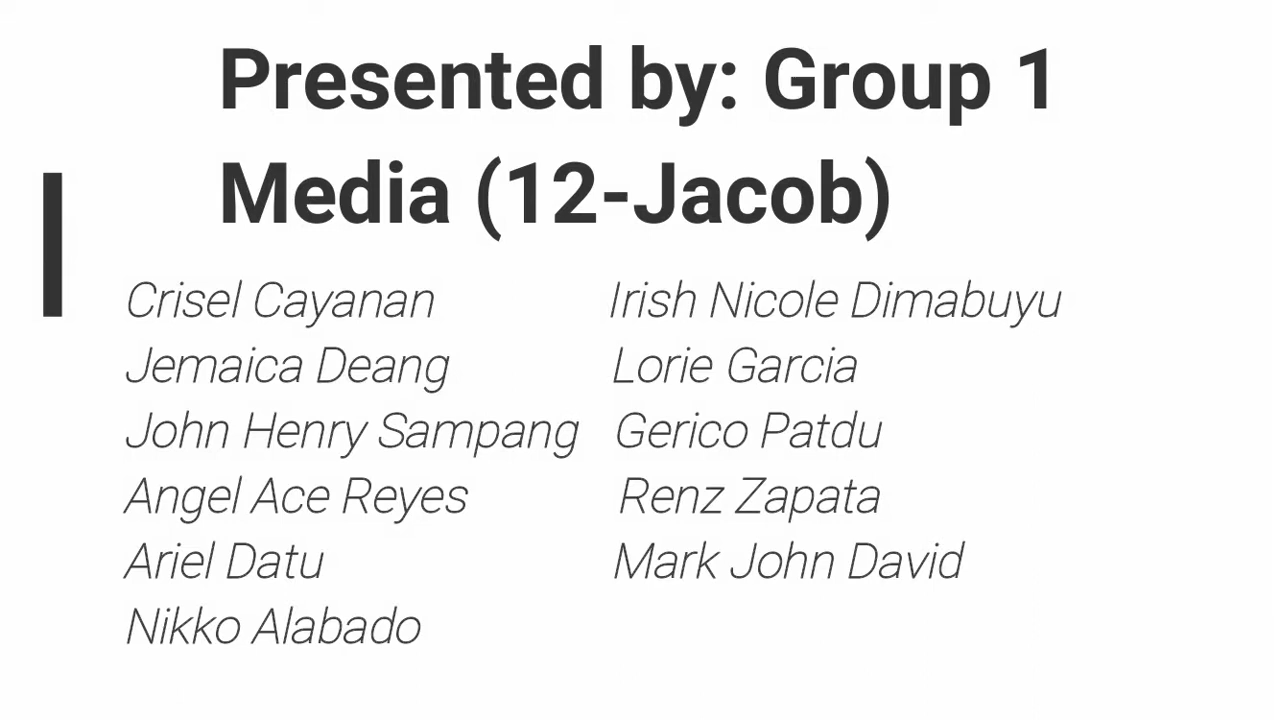 Presented by: Group 1
Media (12-Jacob)
Crisel Cayanan
Jemaica Deang
John Henry Sampang
Angel Ace Reyes
Ariel Datu
Nikko Alabado
Irish Nicole Dimabuyu
Lorie Garcia
Gerico Patdu
Renz Zapata
Mark John David